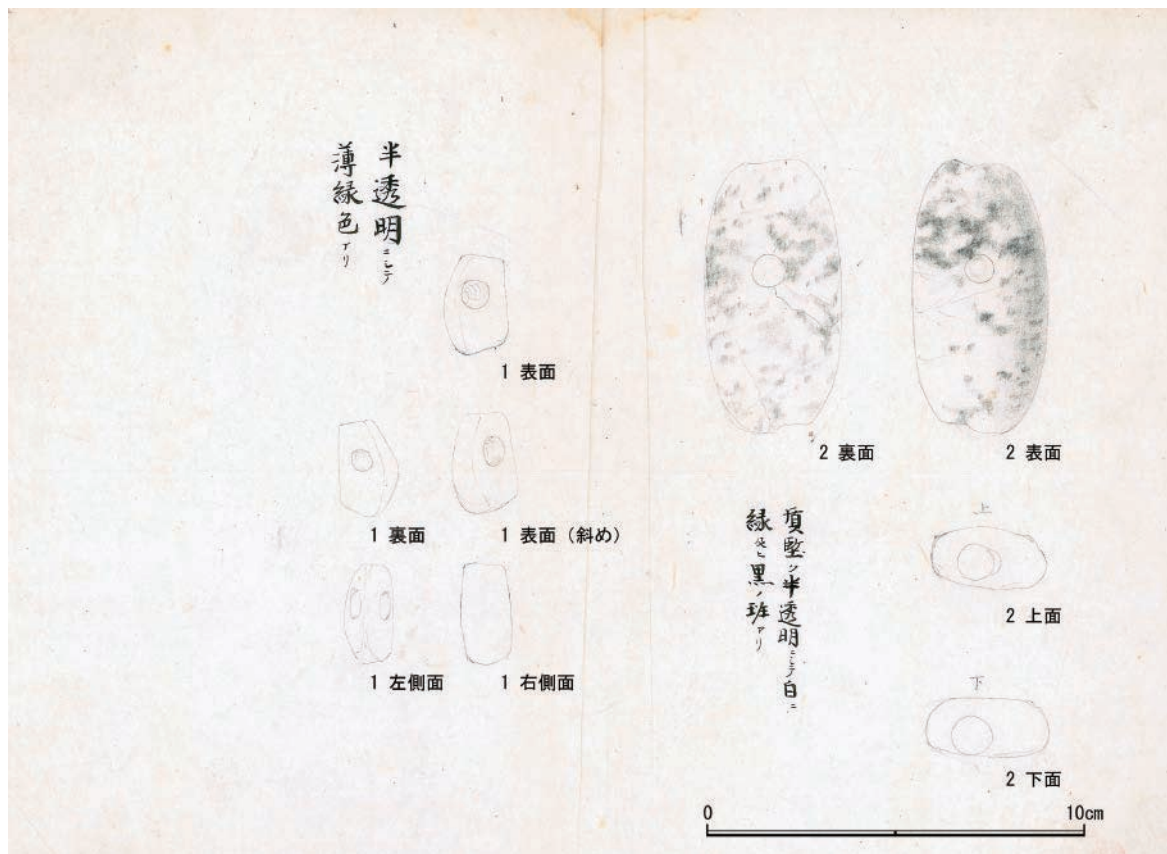 半透明ニシテ
薄緑色アリ
1 表面
1 裏面
1 表面（斜め）
1 左側面
1 右側面
2 裏面
2 表面
質堅ク半透明ニシテ白ニ
緑及ヒ黒ノ班アリ
上
2 上面
下
2 下面
0
10cm